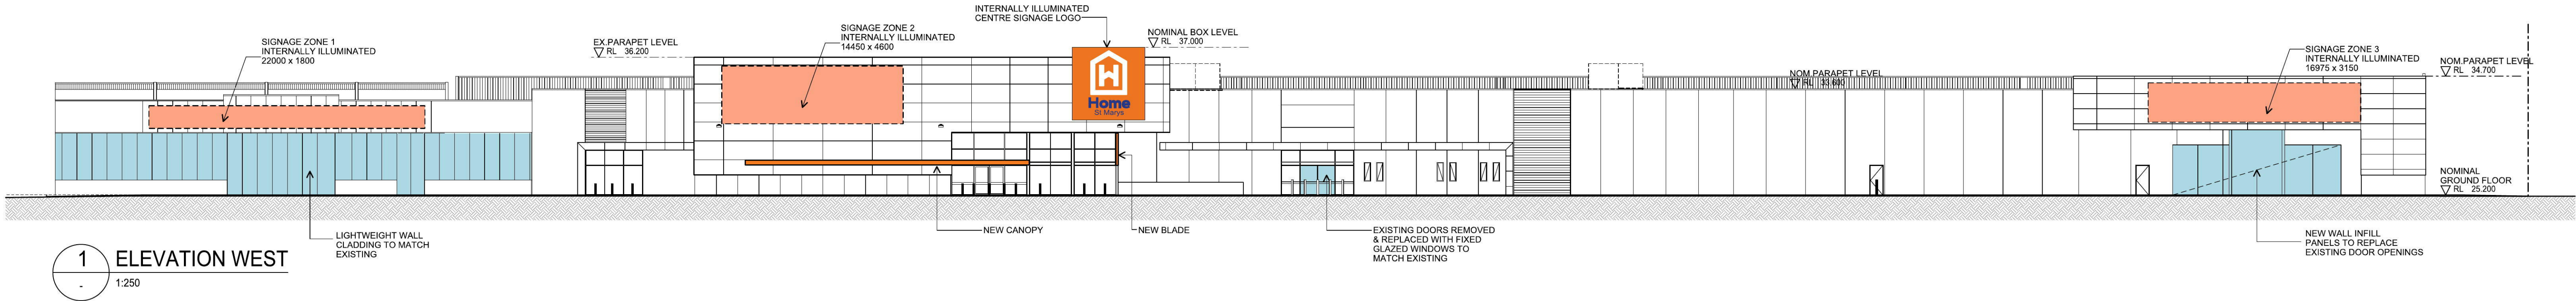 INTERNALLY ILLUMINATED
CENTRE SIGNAGE LOGO
SIGNAGE ZONE 1
INTERNALLY ILLUMINATED
22000 x 1800
EX.PARAPET LEVEL
RL 36.200
SIGNAGE ZONE 2
INTERNALLY ILLUMINATED
14450 x 4600
NOMINAL BOX LEVEL
RL 37.000
H
Home
St Marys
NOM.PARAPET LEVEL
RL 33.600
SIGNAGE ZONE 3
INTERNALLY ILLUMINATED
16975 x 3150
NOM.PARAPET LEVEL
RL 34.700
NOMINAL
GROUND FLOOR
RL 25.200
LIGHTWEIGHT WALL
CLADDING TO MATCH
EXISTING
NEW CANOPY
NEW BLADE
EXISTING DOORS REMOVED
& REPLACED WITH FIXED
GLAZED WINDOWS TO
MATCH EXISTING
NEW WALL INFILL
PANELS TO REPLACE
EXISTING DOOR OPENINGS
1
-
ELEVATION WEST
1:250